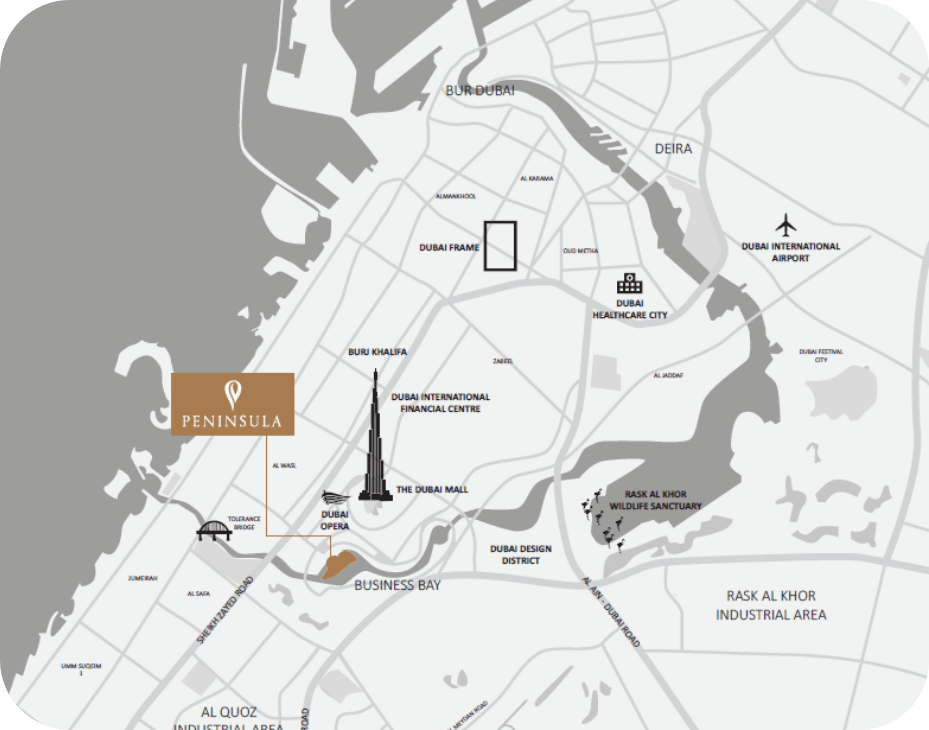 BUR DUBAI
DEIRA
AL KARAMA
ALMANKHOOL
DUBAI FRAME
OUD METHA
DUBAI INTERNATIONAL
AIRPORT
DUBAI
HEALTHCARE CITY
BURJ KHALIFA
ZABEEL
DUBAI FESTIVAL
CITY
AL JADDAF
PENINSULA
DUBAI INTERNATIONAL
FINANCIAL CENTRE
AL WASL
THE DUBAI MALL
RASK AL KHOR
WILDLIFE SANCTUARY
DUBAI
OPERA
TOLERANCE
BRIDGE
DUBAI DESIGN
DISTRICT
JUMEIRAH
AL SAFA
SHEIKH ZAYED ROAD
BUSINESS BAY
AL AIN - DUBAI ROAD
RASK AL KHOR
INDUSTRIAL AREA
UMM SUQEIM
1
AL QUOZ
INDUSTRIAL AREA
ROAD
AL MEYDAN ROAD